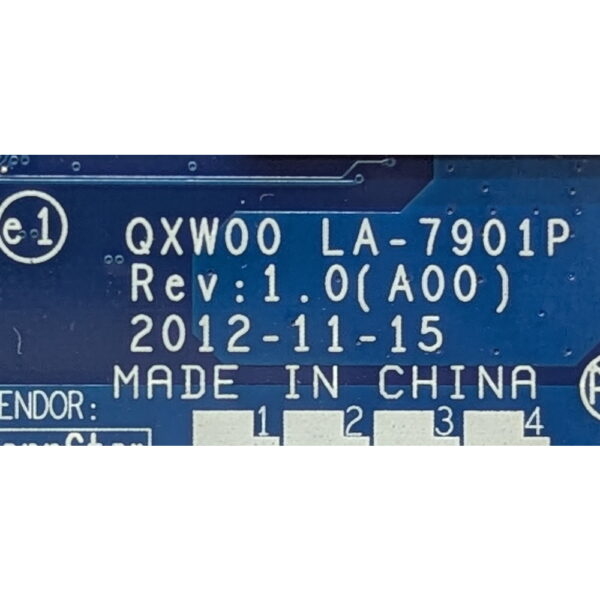 e1
QXW00 LA-7901P
Rev:1.0(A00)
2012-11-15
MADE IN CHINA
ENDOR:
1 2 3 4